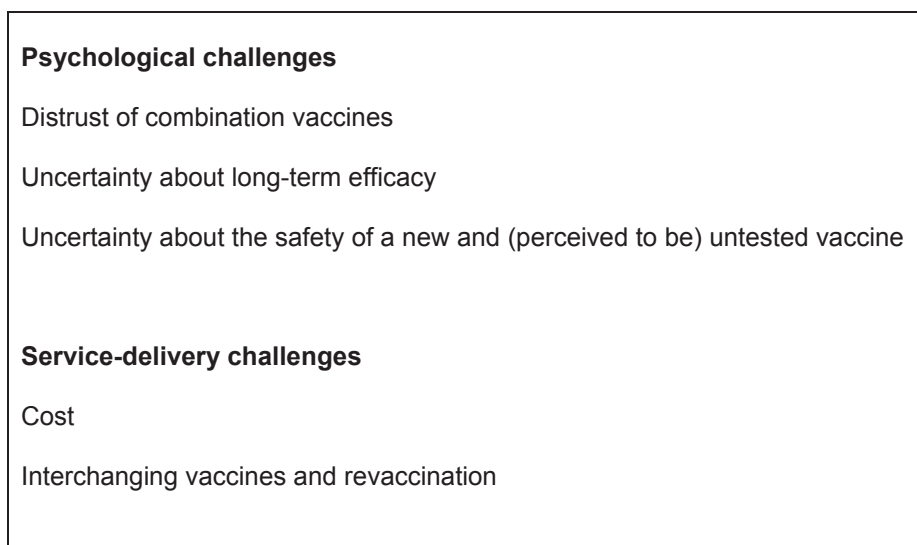 Psychological challenges
Distrust of combination vaccines
Uncertainty about long-term efficacy
Uncertainty about the safety of a new and (perceived to be) untested vaccine
Service-delivery challenges
Cost
Interchanging vaccines and revaccination